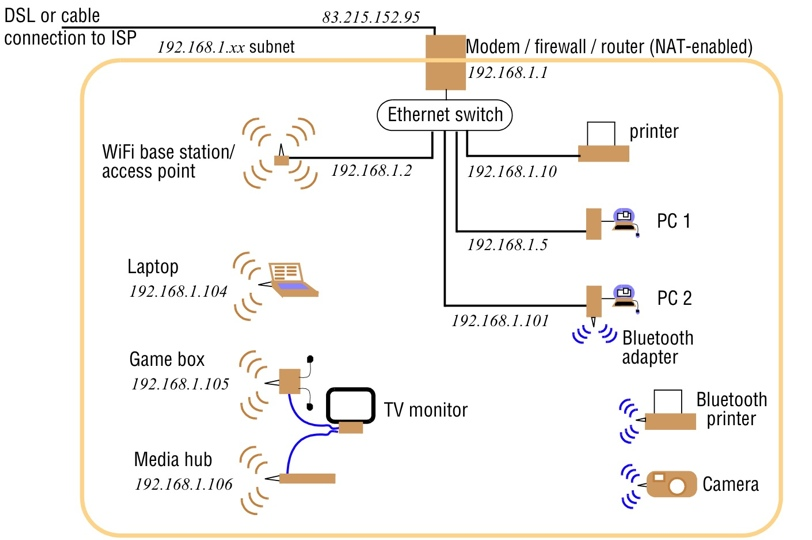 DSL or cable
connection to ISP
83.215.152.95
192.168.1.xx subnet
Modem / firewall / router (NAT-enabled)
192.168.1.1
Ethernet switch
printer
WiFi base station/
access point
192.168.1.2
192.168.1.10
PC 1
192.168.1.5
Laptop
192.168.1.104
PC 2
192.168.1.101
Bluetooth
adapter
Game box
192.168.1.105
TV monitor
Bluetooth
printer
Media hub
192.168.1.106
Camera